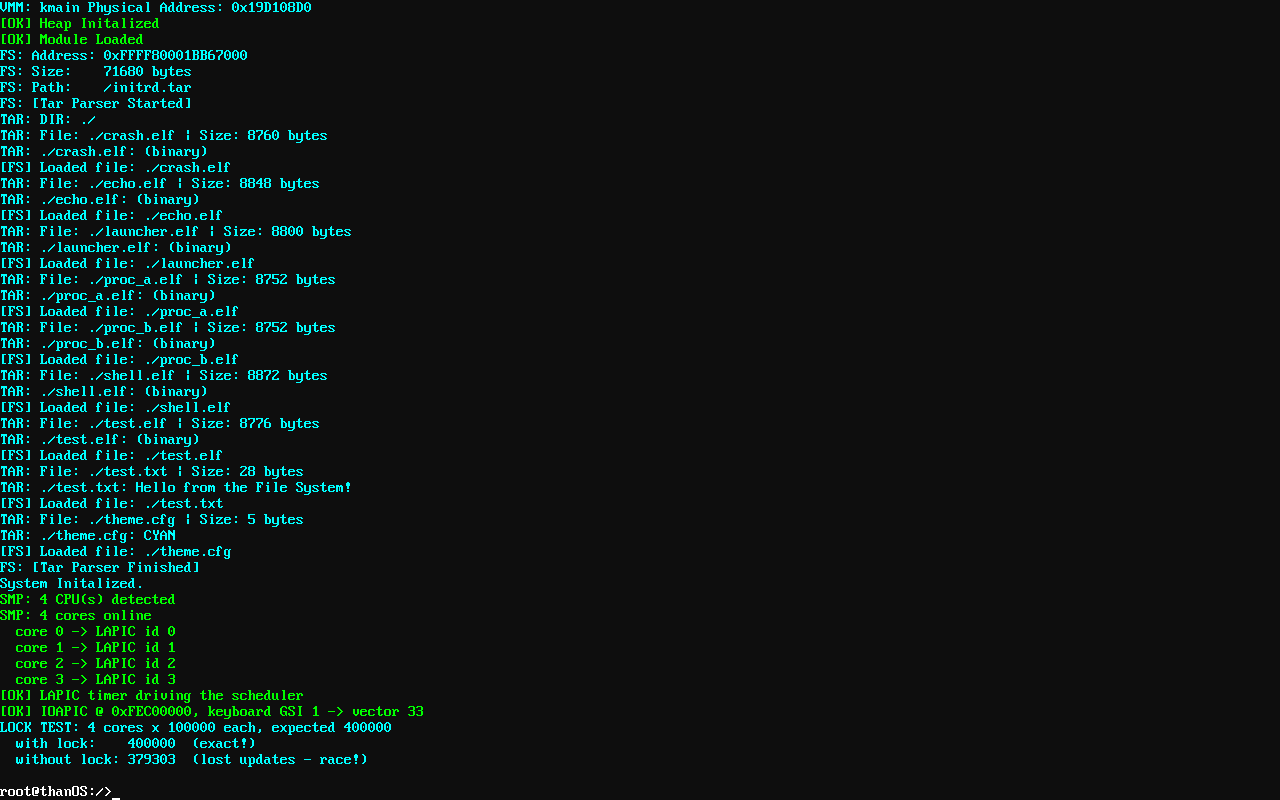 VMM: kmain Physical Address: 0x19D108D0
[OK] Heap Initalized
[OK] Module Loaded
FS: Address: 0xFFFF80001BB67000
FS: Size:    71680 bytes
FS: Path:    /initrd.tar
FS: [Tar Parser Started]
TAR: DIR: ./
TAR: File: ./crash.elf | Size: 8760 bytes
TAR: ./crash.elf: (binary)
[FS] Loaded file: ./crash.elf
TAR: File: ./echo.elf | Size: 8848 bytes
TAR: ./echo.elf: (binary)
[FS] Loaded file: ./echo.elf
TAR: File: ./launcher.elf | Size: 8800 bytes
TAR: ./launcher.elf: (binary)
[FS] Loaded file: ./launcher.elf
TAR: File: ./proc_a.elf | Size: 8752 bytes
TAR: ./proc_a.elf: (binary)
[FS] Loaded file: ./proc_a.elf
TAR: File: ./proc_b.elf | Size: 8752 bytes
TAR: ./proc_b.elf: (binary)
[FS] Loaded file: ./proc_b.elf
TAR: File: ./shell.elf | Size: 8872 bytes
TAR: ./shell.elf: (binary)
[FS] Loaded file: ./shell.elf
TAR: File: ./test.elf | Size: 8776 bytes
TAR: ./test.elf: (binary)
[FS] Loaded file: ./test.elf
TAR: File: ./test.txt | Size: 28 bytes
TAR: ./test.txt: Hello from the File System!
[FS] Loaded file: ./test.txt
TAR: File: ./theme.cfg | Size: 5 bytes
TAR: ./theme.cfg: CYAN
[FS] Loaded file: ./theme.cfg
FS: [Tar Parser Finished]
System Initalized.
SMP: 4 CPU(s) detected
SMP: 4 cores online
  core 0 -> LAPIC id 0
  core 1 -> LAPIC id 1
  core 2 -> LAPIC id 2
  core 3 -> LAPIC id 3
[OK] LAPIC timer driving the scheduler
[OK] IOAPIC @ 0xFEC00000, keyboard GSI 1 -> vector 33
LOCK TEST: 4 cores x 100000 each, expected 400000
  with lock:    400000  (exact!)
  without lock: 379303  (lost updates - race!)
root@thanOS:/>_